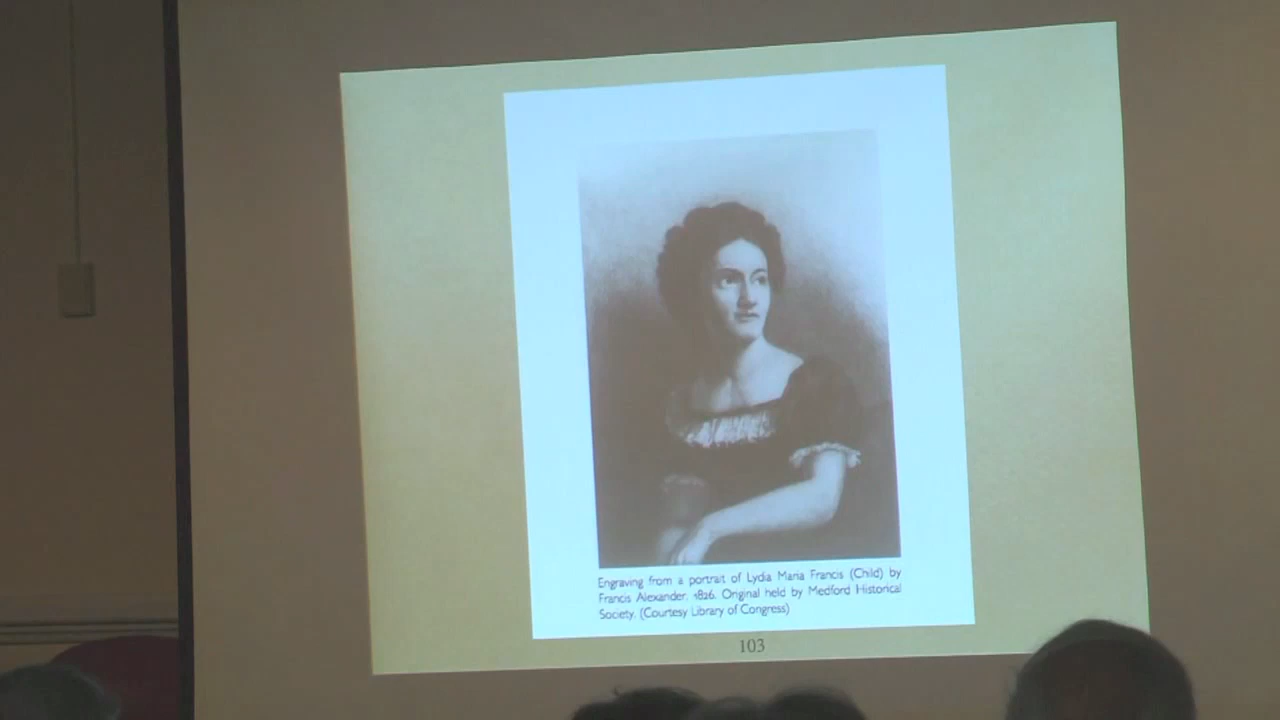 Engraving from a portrait of Lydia Maria Francis (Child) by
Francis Alexander, 1826. Original held by Medford Historical
Society. (Courtesy Library of Congress)
103